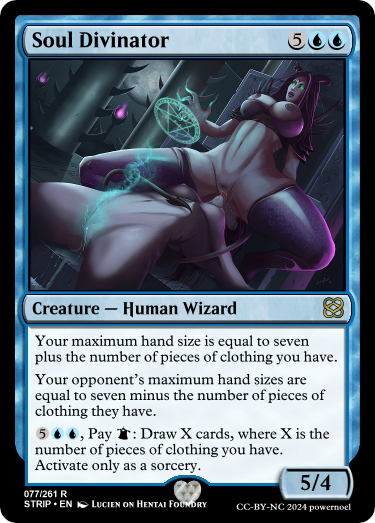 Soul Divinator 5
Creature — Human Wizard
Your maximum hand size is equal to seven
plus the number of pieces of clothing you have.
Your opponent's maximum hand sizes are
equal to seven minus the number of pieces of
clothing they have.
5, Pay : Draw X cards, where X is the
number of pieces of clothing you have.
Activate only as a sorcery.
5/4
077/261 R
STRIP • EN Lucien on Hentai Foundry
CC-BY-NC 2024 powernoel